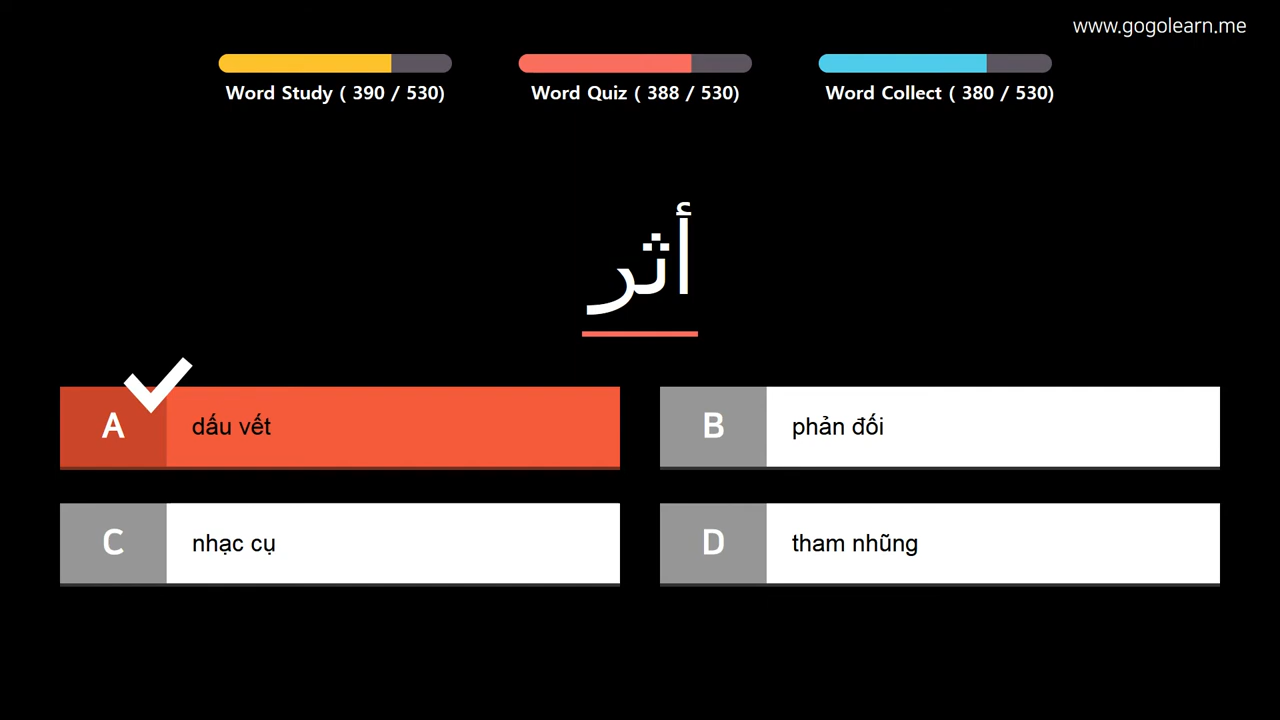 www.gogolearn.me
Word Study ( 390 / 530)
Word Quiz ( 388 / 530)
Word Collect ( 380 / 530)
أثر
A dấu vết
B phản đối
C nhạc cụ
D tham nhũng